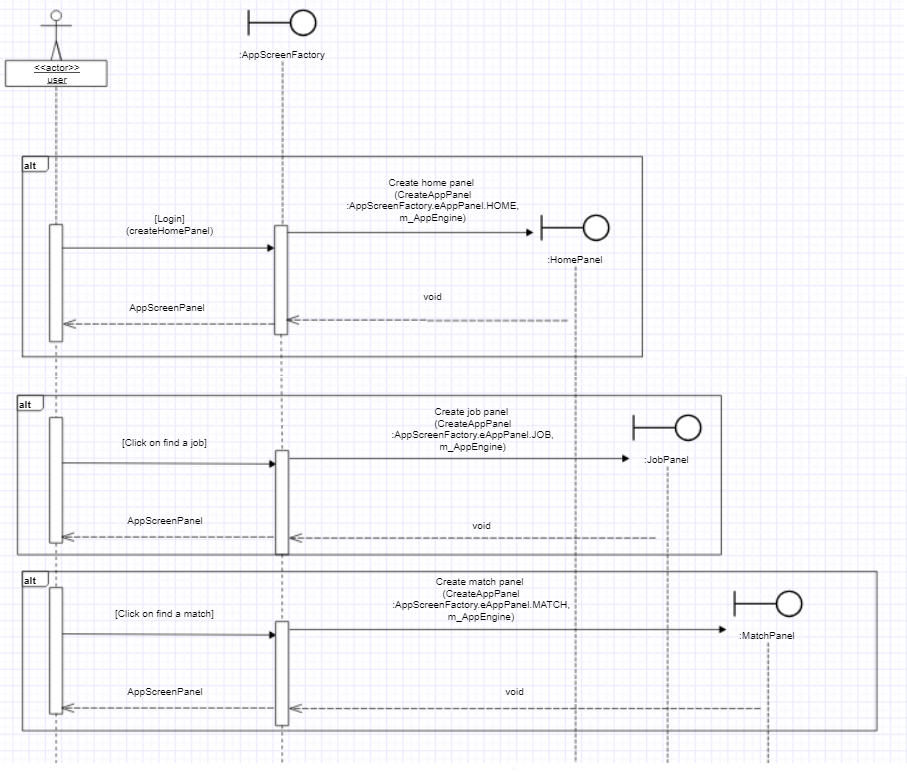 :AppScreenFactory
<<actor>>
user
alt
Create home panel
(CreateAppPanel
:AppScreenFactory.eAppPanel.HOME,
m_AppEngine)
[Login]
(createHomePanel)
:HomePanel
void
AppScreenPanel
alt
Create job panel
(CreateAppPanel
:AppScreenFactory.eAppPanel.JOB,
m_AppEngine)
[Click on find a job]
:JobPanel
AppScreenPanel
void
alt
Create match panel
(CreateAppPanel
:AppScreenFactory.eAppPanel.MATCH,
m_AppEngine)
[Click on find a match]
:MatchPanel
AppScreenPanel
void